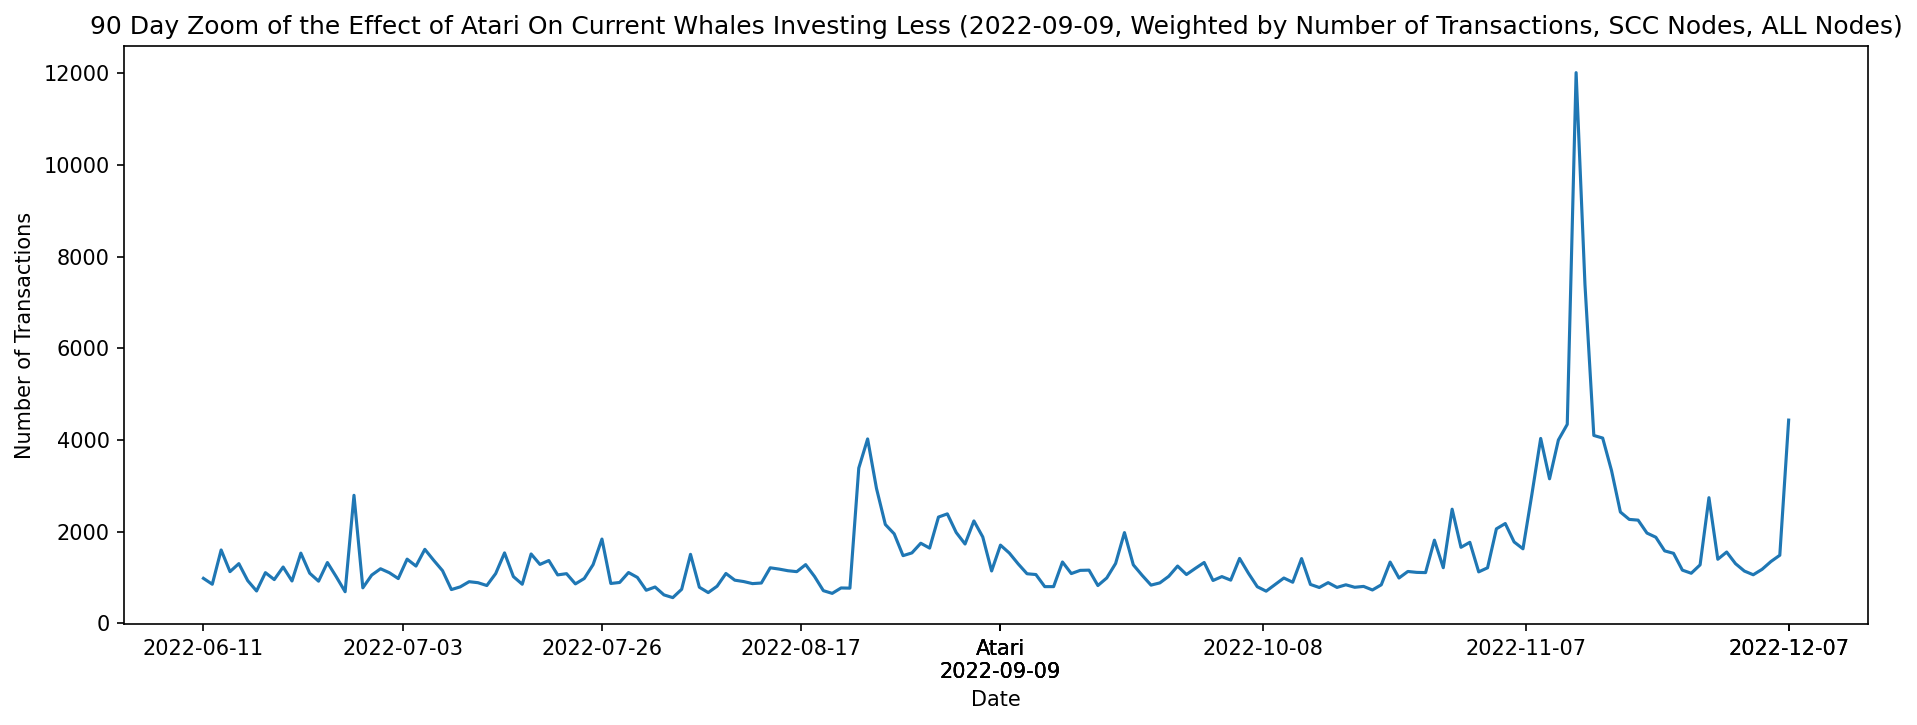 90 Day Zoom of the Effect of Atari On Current Whales Investing Less (2022-09-09, Weighted by Number of Transactions, SCC Nodes, ALL Nodes)
Number of Transactions
12000
10000
8000
6000
4000
2000
0
2022-06-11 2022-07-03 2022-07-26 2022-08-17 Atari 2022-10-08 2022-11-07 2022-12-07
2022-09-09
Date